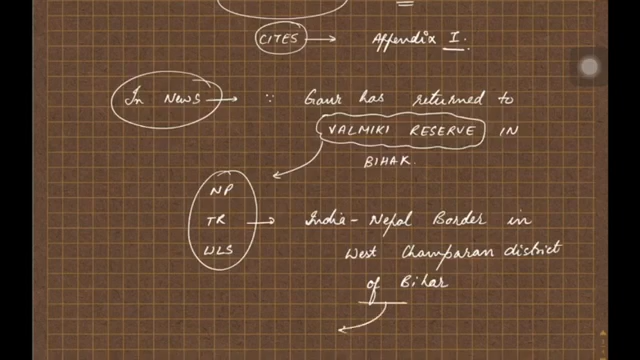 CITES → Appendix I.
In News → ∵ Gaur has returned to
VALMIKI RESERVE IN
BIHAR.
NP
TR → India - Nepal Border in
WLS West Champaran district
of Bihar